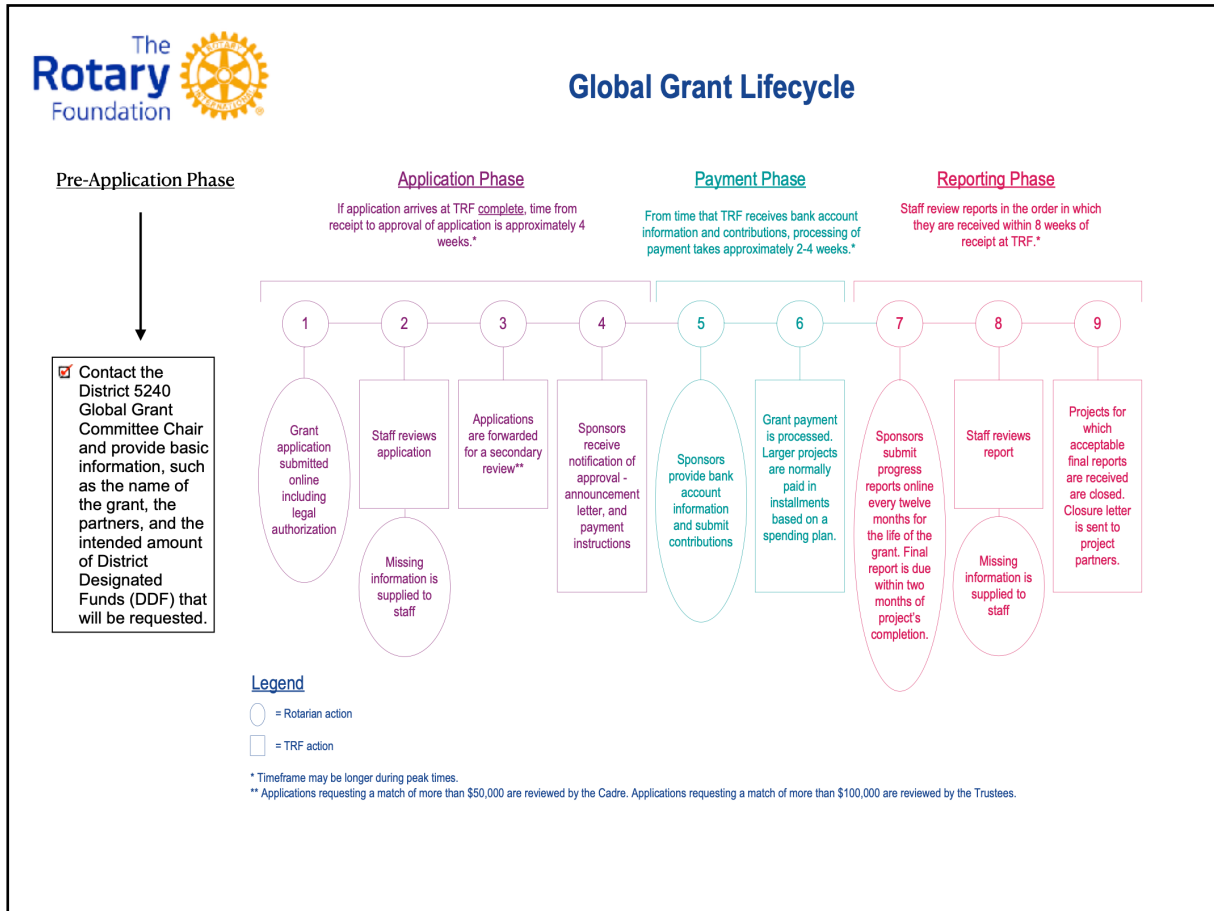 The
Rotary
Foundation
ROTARY
INTERNATIONAL
®
Global Grant Lifecycle
Pre-Application Phase
Contact the
District 5240
Global Grant
Committee Chair
and provide basic
information, such
as the name of
the grant, the
partners, and the
intended amount
of District
Designated
Funds (DDF) that
will be requested.
Application Phase
If application arrives at TRF complete, time from
receipt to approval of application is approximately 4
weeks.*
Payment Phase
From time that TRF receives bank account
information and contributions, processing of
payment takes approximately 2-4 weeks.*
Reporting Phase
Staff review reports in the order in which
they are received within 8 weeks of
receipt at TRF.*
1
2
3
4
5
6
7
8
9
Grant
application
submitted
online
including
legal
authorization
Staff reviews
application
Missing
information is
supplied to
staff
Applications
are forwarded
for a secondary
review**
Sponsors
receive
notification of
approval -
announcement
letter, and
payment
instructions
Sponsors
provide bank
account
information
and submit
contributions
Grant payment
is processed.
Larger projects
are normally
paid in
installments
based on a
spending plan.
Sponsors
submit
progress
reports online
every twelve
months for
the life of the
grant. Final
report is due
within two
months of
project's
completion.
Staff reviews
report
Missing
information is
supplied to
staff
Projects for
which
acceptable
final reports
are received
are closed.
Closure letter
is sent to
project
partners.
Legend
= Rotarian action
= TRF action
* Timeframe may be longer during peak times.
** Applications requesting a match of more than $50,000 are reviewed by the Cadre. Applications requesting a match of more than $100,000 are reviewed by the Trustees.